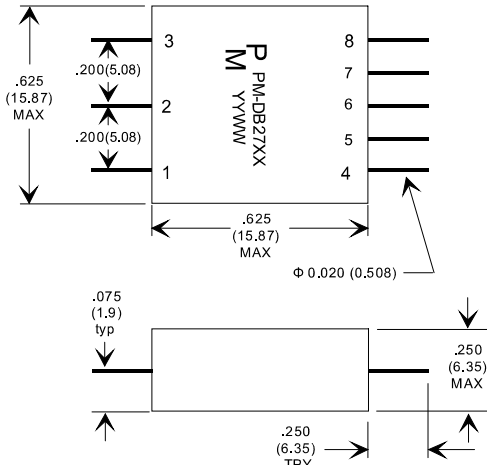 3
8
P
M
PM-DB27XX
YYWW
.200(5.08)
7
.625
(15.87)
MAX
2
6
.200(5.08)
5
1
4
.625
(15.87)
MAX
Φ 0.020 (0.508)
.075
(1.9)
typ
.250
(6.35)
MAX
.250
(6.35)